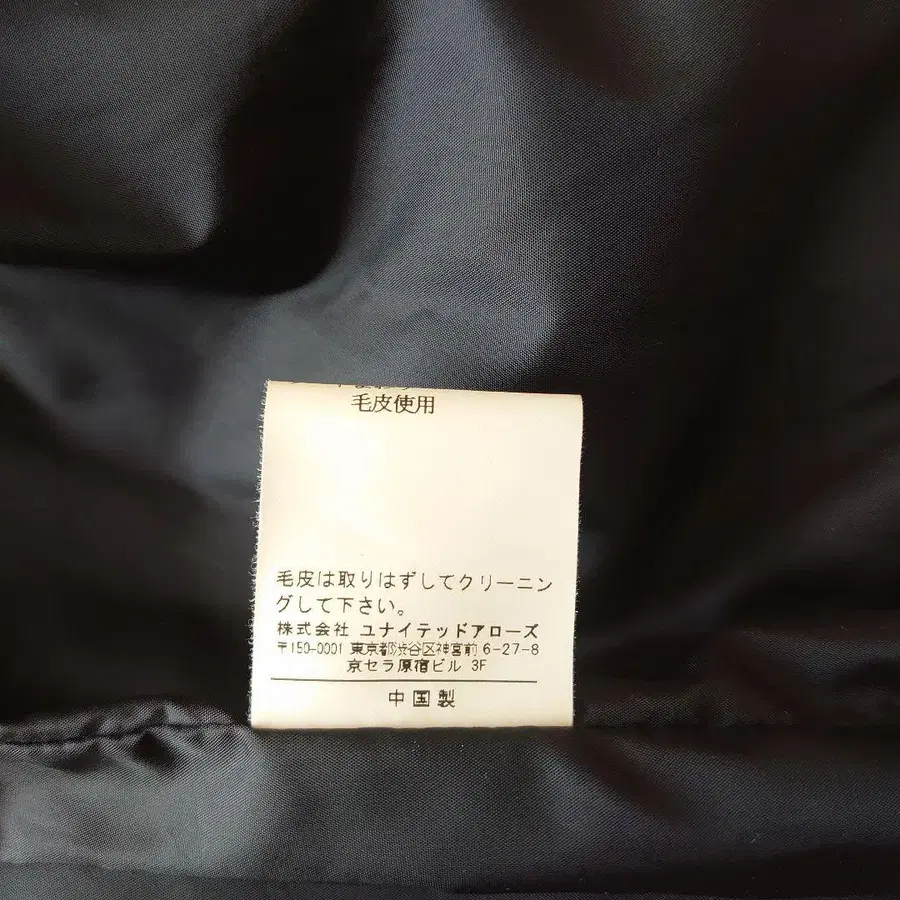 毛皮使用
毛皮は取りはずしてクリーニン
グして下さい。
株式会社 ユナイテッドアローズ
〒150-0001 東京都渋谷区神宮前 6-27-8
京セラ原宿ビル 3F
中国製